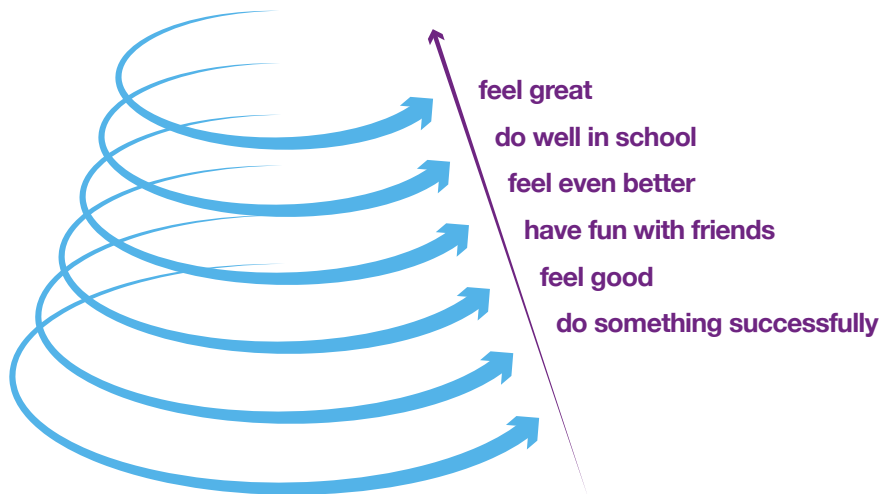 feel great
do well in school
feel even better
have fun with friends
feel good
do something successfully